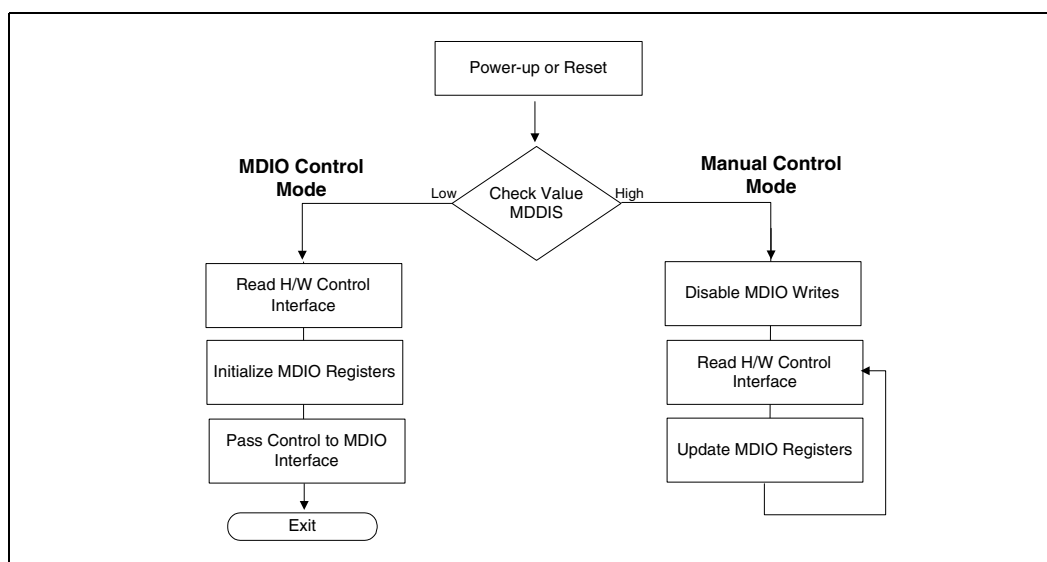 Power-up or Reset
MDIO Control
Mode
Manual Control
Mode
Low
Check Value
MDDIS
High
Read H/W Control
Interface
Initialize MDIO Registers
Pass Control to MDIO
Interface
Exit
Disable MDIO Writes
Read H/W Control
Interface
Update MDIO Registers